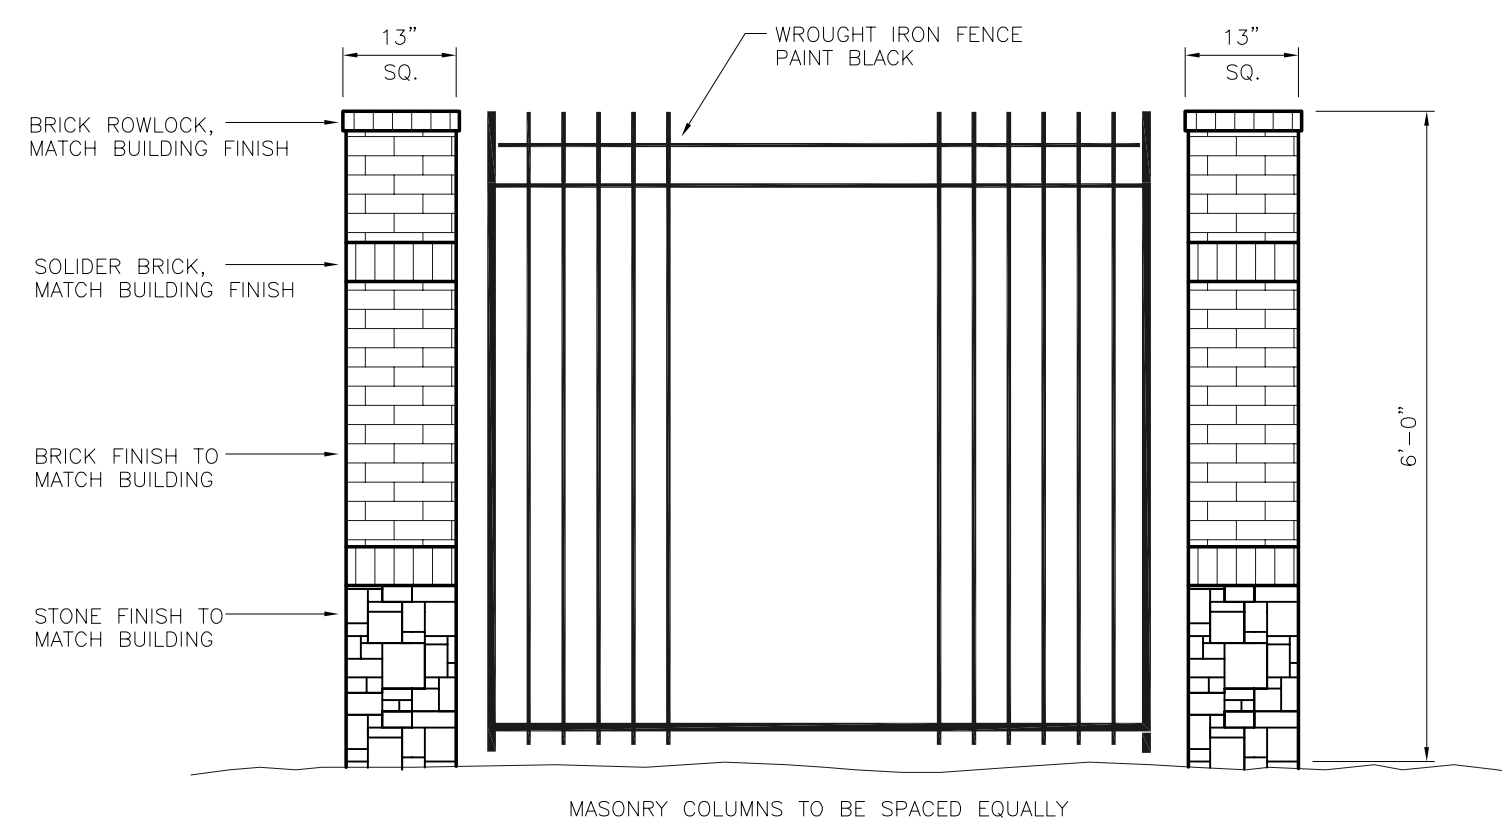 13”
SQ.
WROUGHT IRON FENCE
PAINT BLACK
13”
SQ.
BRICK ROWLOCK,
MATCH BUILDING FINISH
SOLIDER BRICK,
MATCH BUILDING FINISH
6'-0”
BRICK FINISH TO
MATCH BUILDING
STONE FINISH TO
MATCH BUILDING
MASONRY COLUMNS TO BE SPACED EQUALLY